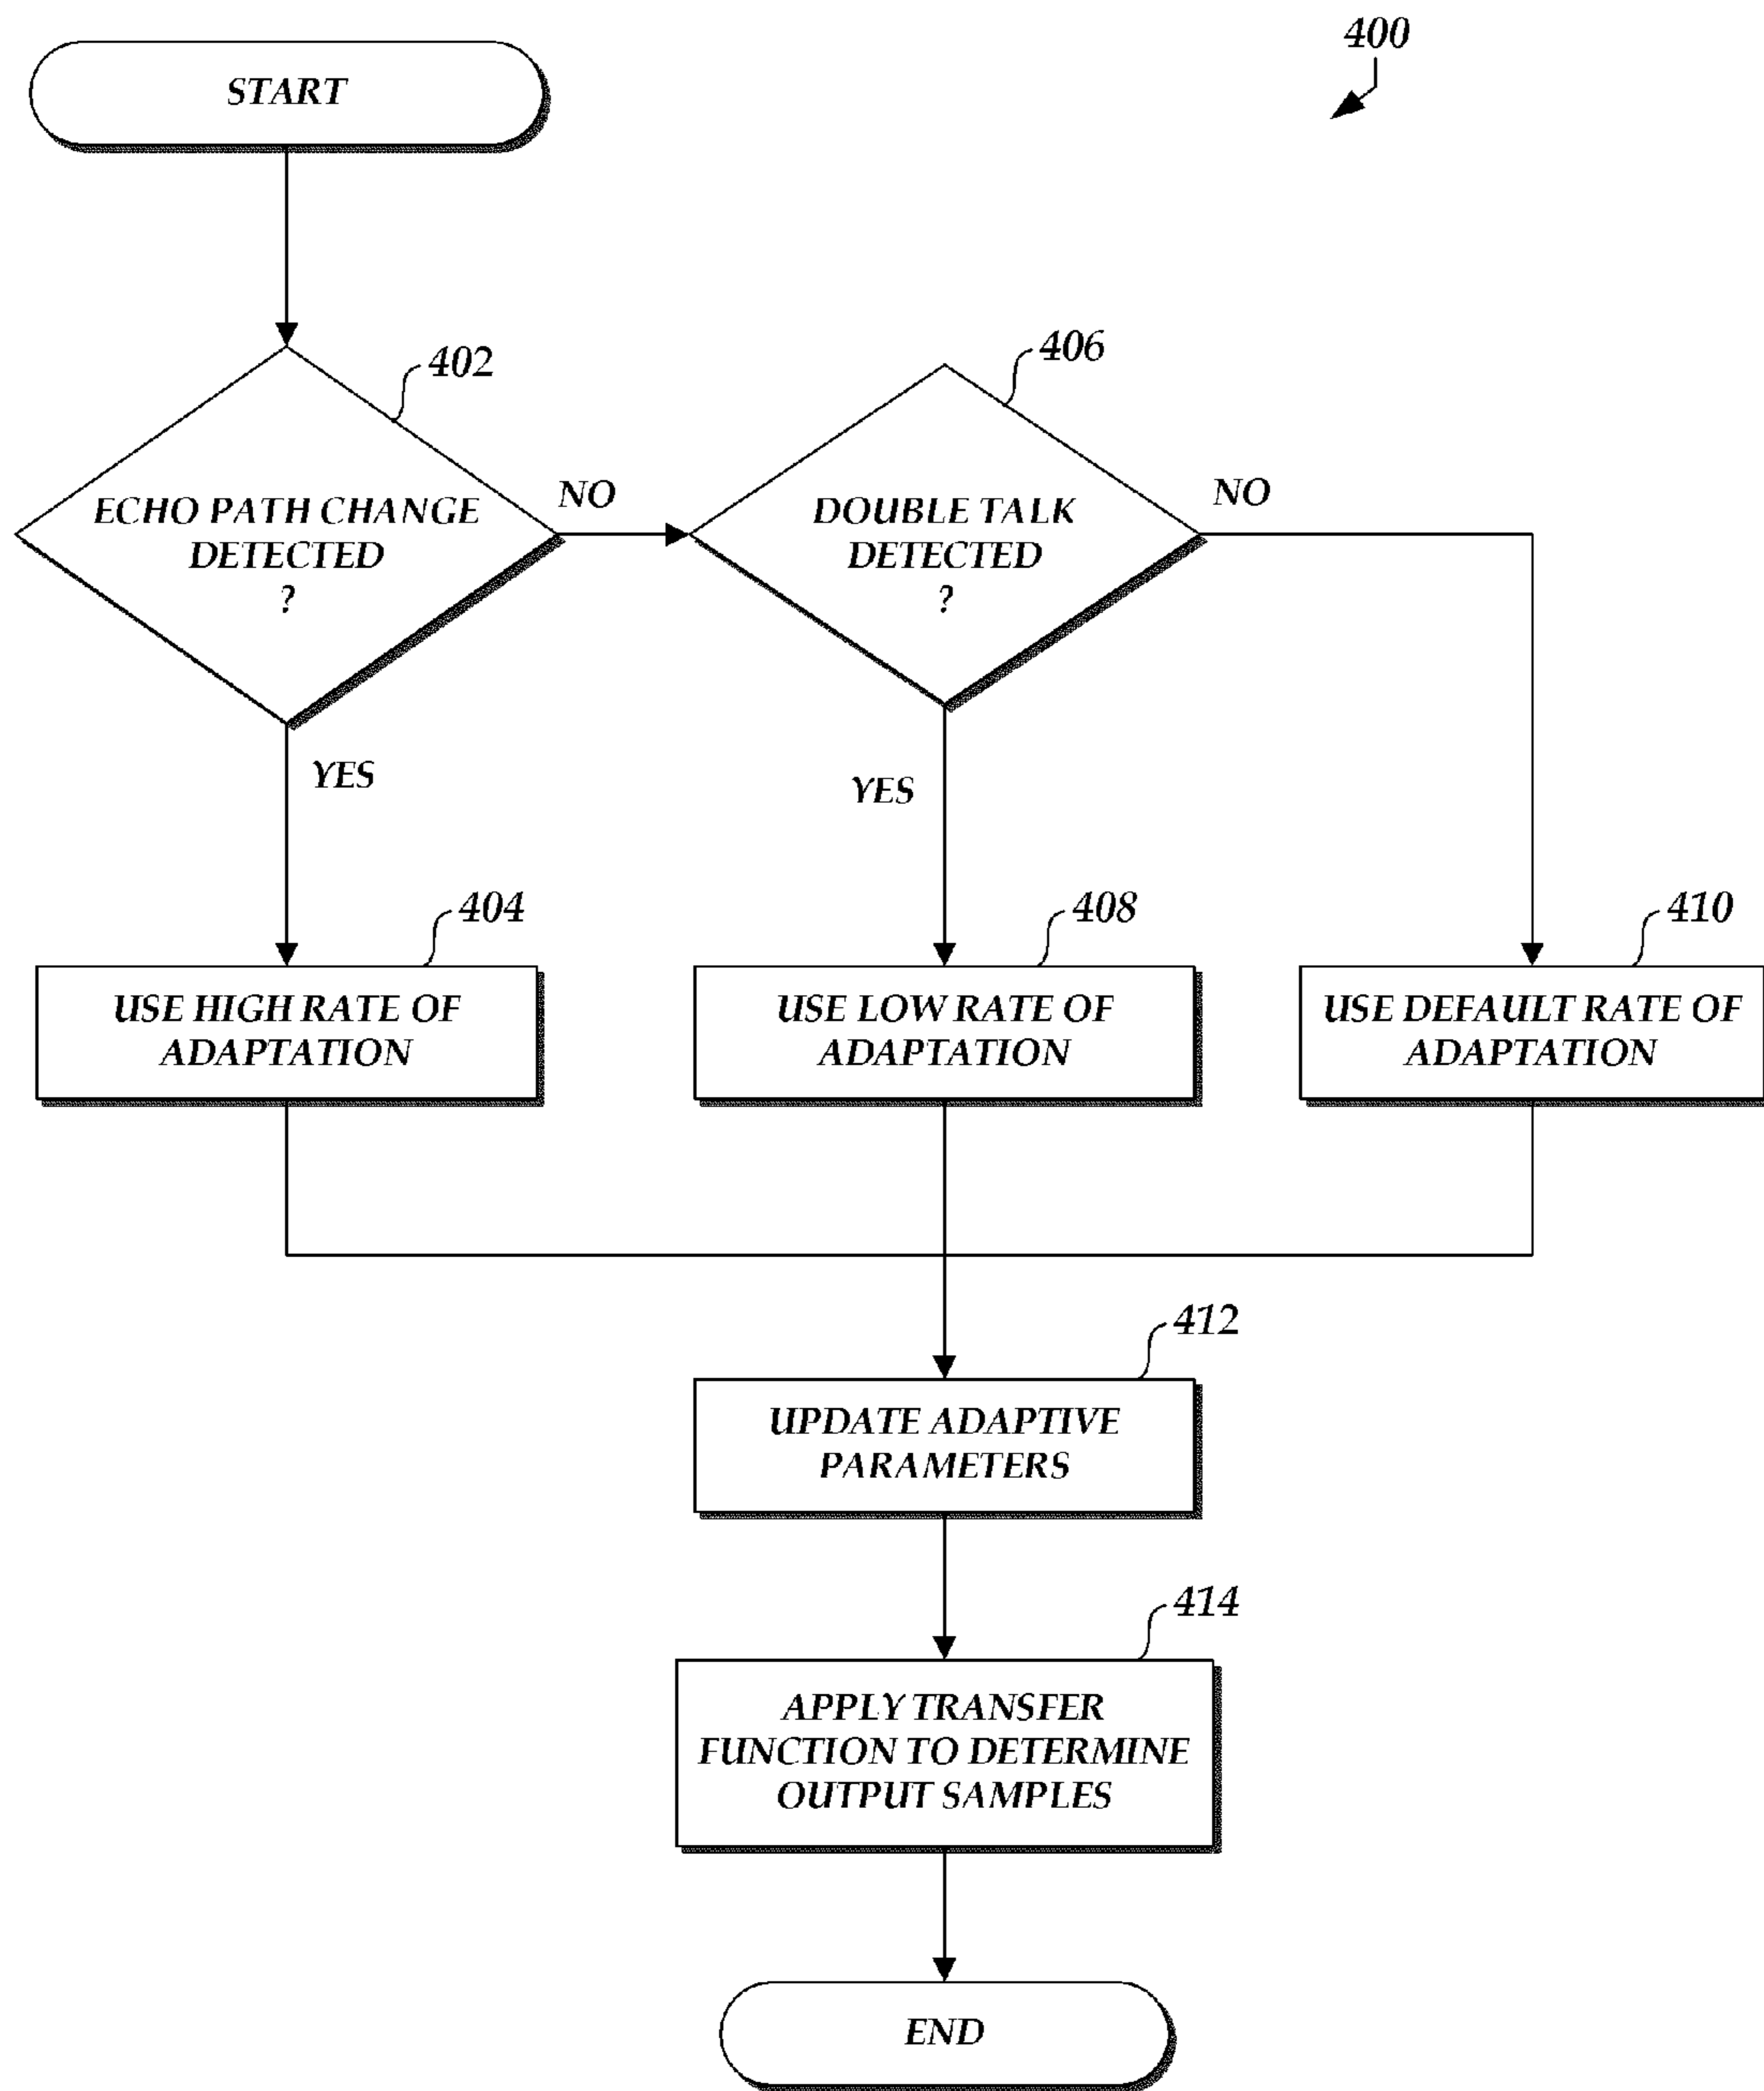 400
START
402
ECHO PATH CHANGE
DETECTED
?
NO
406
DOUBLE TALK
DETECTED
?
NO
YES
YES
404
USE HIGH RATE OF
ADAPTATION
408
USE LOW RATE OF
ADAPTATION
410
USE DEFAULT RATE OF
ADAPTATION
412
UPDATE ADAPTIVE
PARAMETERS
414
APPLY TRANSFER
FUNCTION TO DETERMINE
OUTPUT SAMPLES
END